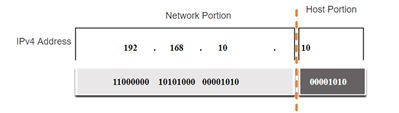 Network Portion
Host Portion
IPv4 Address
192 . 168 . 10 . 10
11000000 10101000 00001010 00001010